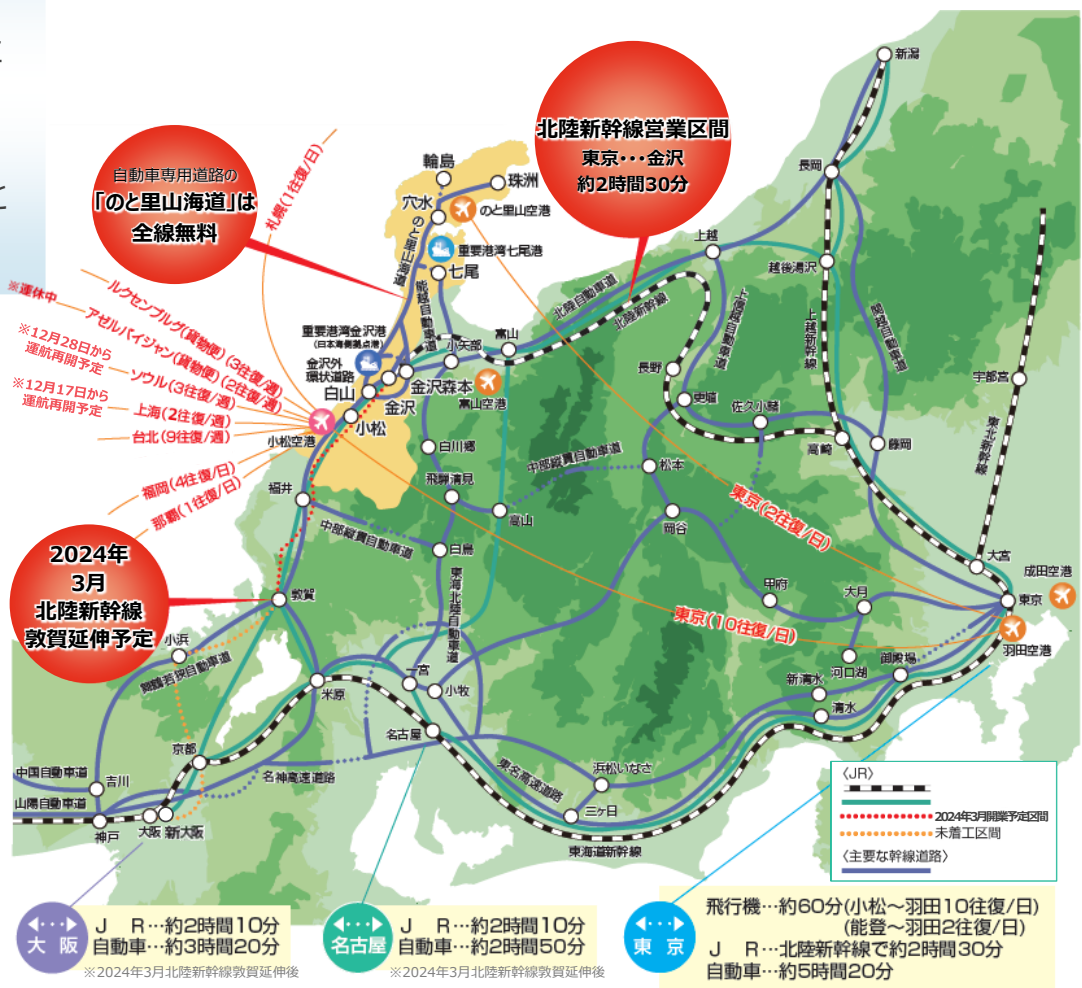 と
新潟
北陸新幹線営業区間
東京・・・金沢
約2時間30分
自動車専用道路の
「のと里山海道」は
全線無料
札幌(1往復/日)
輪島
珠洲
穴水
のと里山空港
のと里山海道
重要港湾七尾港
七尾
能越自動車道
長岡
上越
越後湯沢
北陸自動車道
北陸新幹線
上信越自動車道
上越新幹線
関越自動車道
※運休中
ルクセンブルグ(貨物便)(3往復/週)
アゼルバイジャン(貨物便)(2往復/週)
※12月28日から
運航再開予定
ソウル(3往復/週)
※12月17日から
運航再開予定
上海(2往復/週)
台北(9往復/週)
重要港湾金沢港
(日本海側拠点港)
小矢部
富山
金沢外
環状道路
白山
金沢
金沢森本
富山空港
小松
小松空港
長野
更埴
佐久小諸
高崎
藤岡
宇都宮
東北新幹線
福岡(4往復/日)
那覇(1往復/日)
白川郷
飛騨清見
中部縦貫自動車道
松本
福井
中部縦貫自動車道
高山
岡谷
東京(2往復/日)
白鳥
2024年
3月
北陸新幹線
敦賀延伸予定
敦賀
東海北陸自動車道
甲府
大月
大宮
成田空港
東京
東京(10往復/日)
羽田空港
小浜
舞鶴若狭自動車道
米原
一宮
小牧
河口湖
御殿場
新清水
清水
名古屋
京都
名神高速道路
東名高速道路
浜松いなさ
三ヶ日
中国自動車道
吉川
山陽自動車道
神戸
大阪
新大阪
東海道新幹線
〈JR〉
2024年3月開業予定区間
未着工区間
〈主要な幹線道路〉
大阪
J R…約2時間10分
自動車…約3時間20分
※2024年3月北陸新幹線敦賀延伸後
名古屋
J R…約2時間10分
自動車…約2時間50分
※2024年3月北陸新幹線敦賀延伸後
東京
飛行機…約60分(小松～羽田10往復/日)
(能登～羽田2往復/日)
J R…北陸新幹線で約2時間30分
自動車…約5時間20分